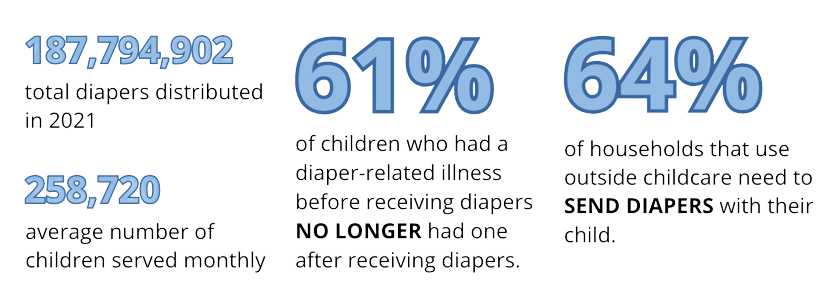 187,794,902
total diapers distributed
in 2021
258,720
average number of
children served monthly
61%
of children who had a
diaper-related illness
before receiving diapers
NO LONGER had one
after receiving diapers.
64%
of households that use
outside childcare need to
SEND DIAPERS with their
child.